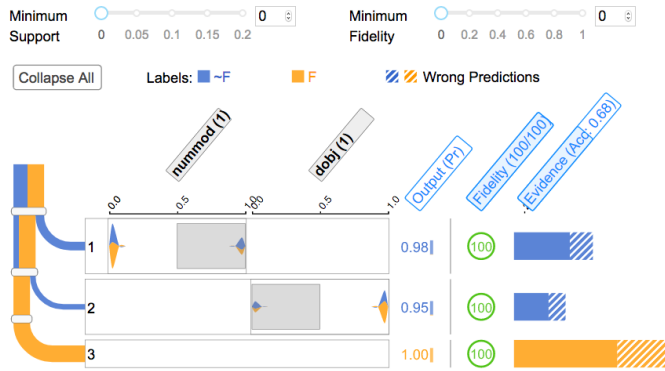 Minimum Support
0
0 0.05 0.1 0.15 0.2
Minimum Fidelity
0
0 0.2 0.4 0.6 0.8 1
Collapse All
Labels: ~F F Wrong Predictions
nummod (1)
dobj (1)
Output (Pr)
Fidelity (100/100)
Evidence (Acc: 0.68)
0.0 0.5 1.0 0.0 0.5 1.0
1 0.98 100
2 0.95 100
3 1.00 100